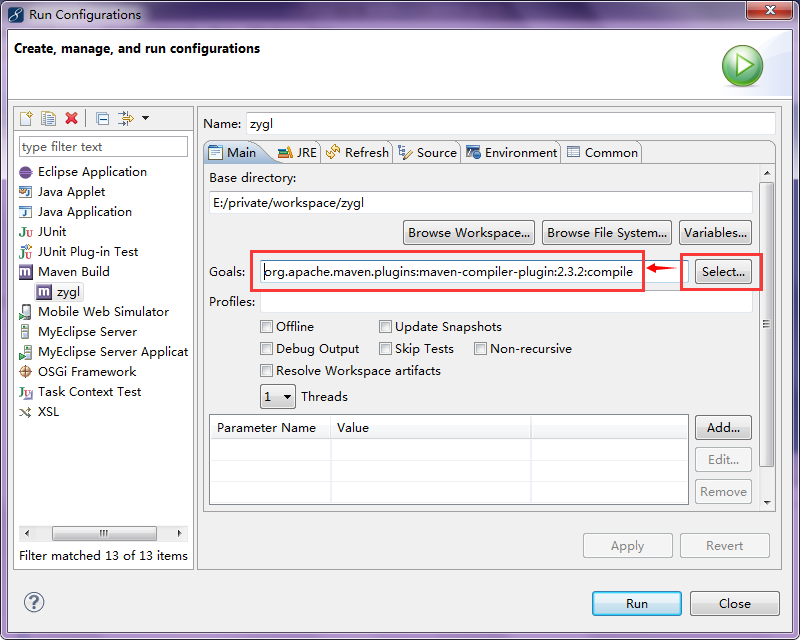 Run Configurations
Create, manage, and run configurations
type filter text
Eclipse Application
Java Applet
Java Application
Ju JUnit
JUnit Plug-in Test
m Maven Build
m zygl
Mobile Web Simulator
MyEclipse Server
MyEclipse Server Applicat
OSGi Framework
Ju Task Context Test
XSL
Filter matched 13 of 13 items
Name: zygl
Main JRE Refresh Source Environment Common
Base directory:
E:/private/workspace/zygl
Browse Workspace... Browse File System... Variables...
Goals: org.apache.maven.plugins:maven-compiler-plugin:2.3.2:compile Select...
Profiles:
Offline Update Snapshots
Debug Output Skip Tests Non-recursive
Resolve Workspace artifacts
1 Threads
Parameter Name Value
Add...
Edit...
Remove
Apply Revert
? Run Close